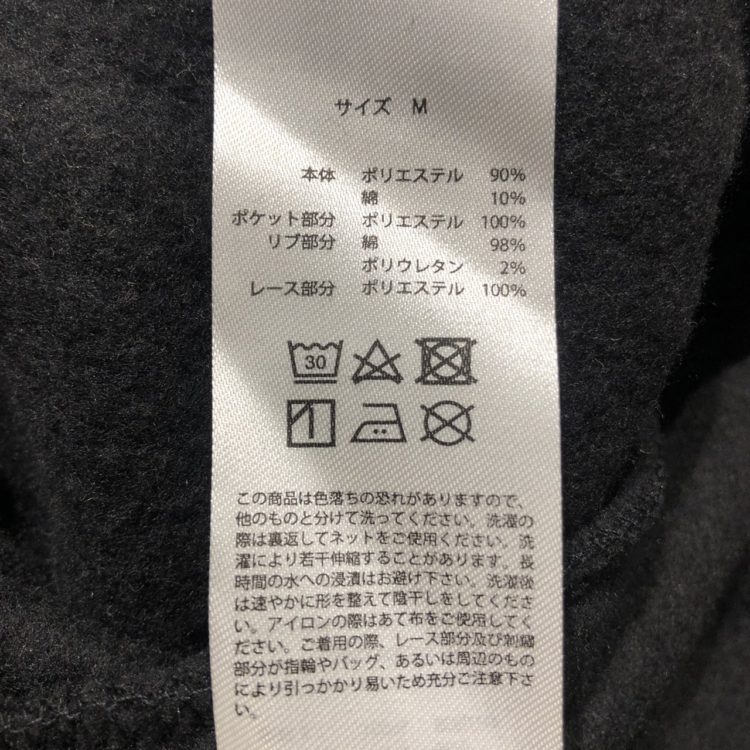 サイズ M
本体 ポリエステル 90%
綿 10%
ポケット部分 ポリエステル 100%
リブ部分 綿 98%
ポリウレタン 2%
レース部分 ポリエステル 100%
30
この商品は色落ちの恐れがありますので、
他のものと分けて洗ってください。洗濯の
際は裏返してネットをご使用ください。洗
濯により若干伸縮することがあります。長
時間の水への浸漬はお避け下さい。洗濯後
は速やかに形を整えて陰干しをしてくださ
い。アイロンの際はあて布をご使用してく
ださい。ご着用の際、レース部分及び刺繍
部分が指輪やバッグ、あるいは周辺のもの
により引っかかり易いため充分ご注意下さ
い。